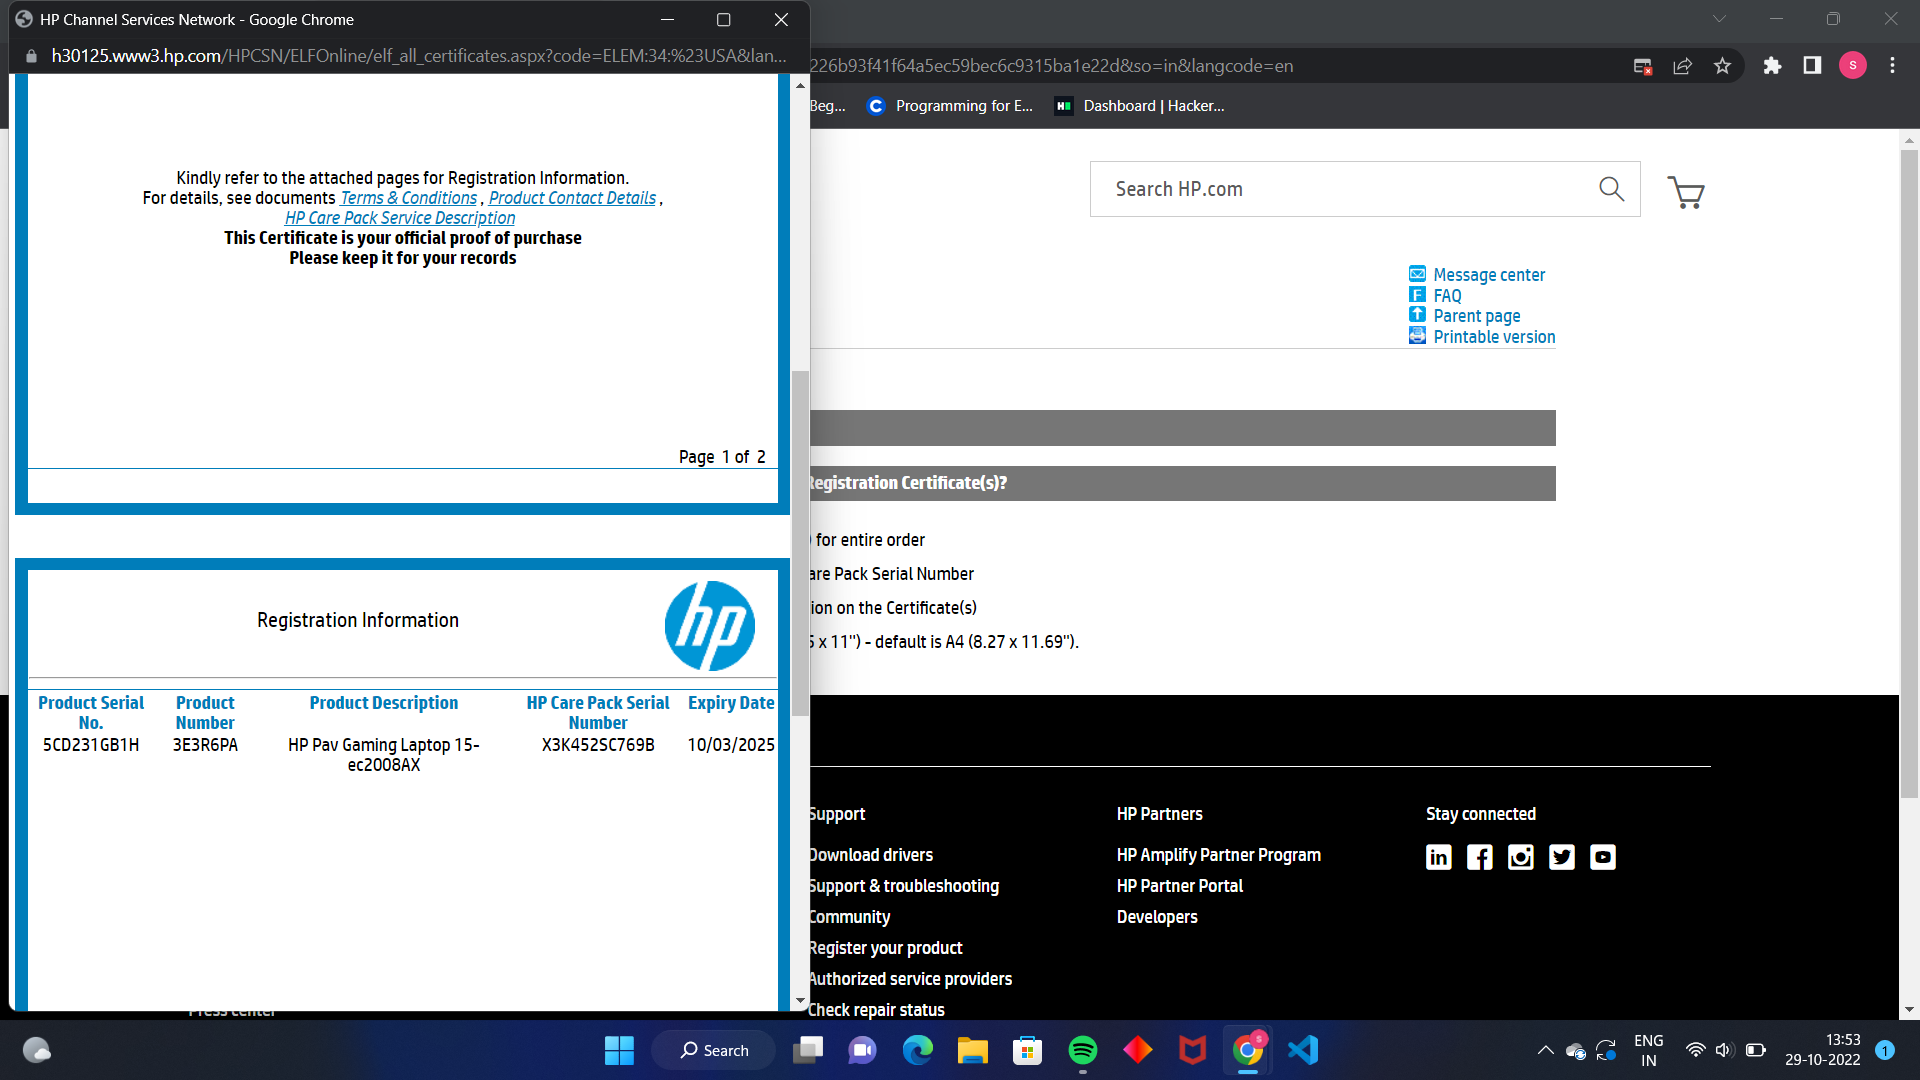 HP Channel Services Network - Google Chrome
h30125.www3.hp.com/HPCSN/ELFOnline/elf_all_certificates.aspx?code=ELEM:34:%23USA&lan...
226b93f41f64a5ec59bec6c9315ba1e22d&so=in&langcode=en
S
Beg...
Programming for E...
Dashboard | Hacker...
Kindly refer to the attached pages for Registration Information.
For details, see documents Terms & Conditions , Product Contact Details ,
HP Care Pack Service Description
This Certificate is your official proof of purchase
Please keep it for your records
Page 1 of 2
Registration Information
hp
Product Serial No.
Product Number
Product Description
HP Care Pack Serial Number
Expiry Date
5CD231GB1H
3E3R6PA
HP Pav Gaming Laptop 15-
ec2008AX
X3K452SC769B
10/03/2025
Search HP.com
Message center
FAQ
Parent page
Printable version
Registration Certificate(s)?
for entire order
are Pack Serial Number
ion on the Certificate(s)
5 x 11") - default is A4 (8.27 x 11.69").
Support
Download drivers
Support & troubleshooting
Community
Register your product
Authorized service providers
Check repair status
HP Partners
HP Amplify Partner Program
HP Partner Portal
Developers
Stay connected
Press center
Search
ENG
IN
13:53
29-10-2022
1